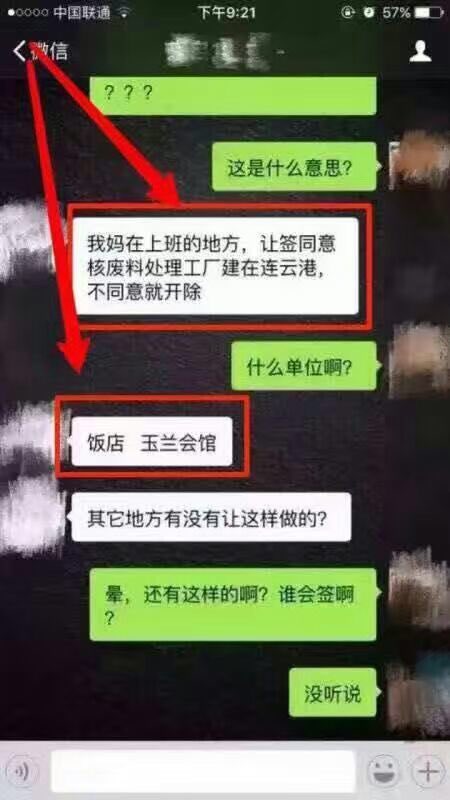 中国联通
下午9:21
57%
微信
？？？
这是什么意思？
我妈在上班的地方，让签同意
核废料处理工厂建在连云港，
不同意就开除
什么单位啊？
饭店 玉兰会馆
其它地方有没有让这样做的？
晕，还有这样的啊？谁会签啊
？
没听说